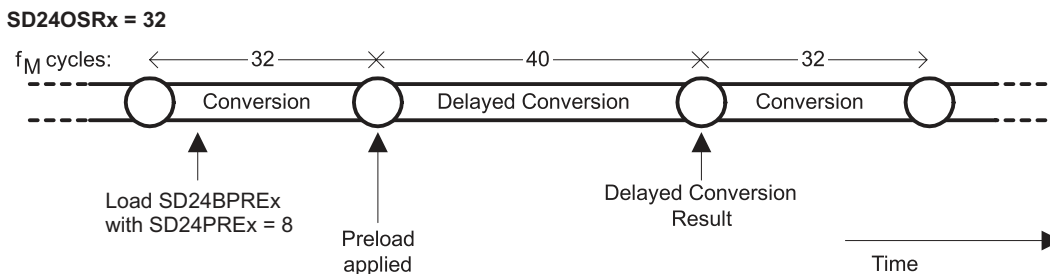 SD24OSRx = 32
fM cycles: 32 40 32
Conversion Delayed Conversion Conversion
Load SD24BPREx
with SD24PREx = 8
Preload
applied
Delayed Conversion
Result
Time